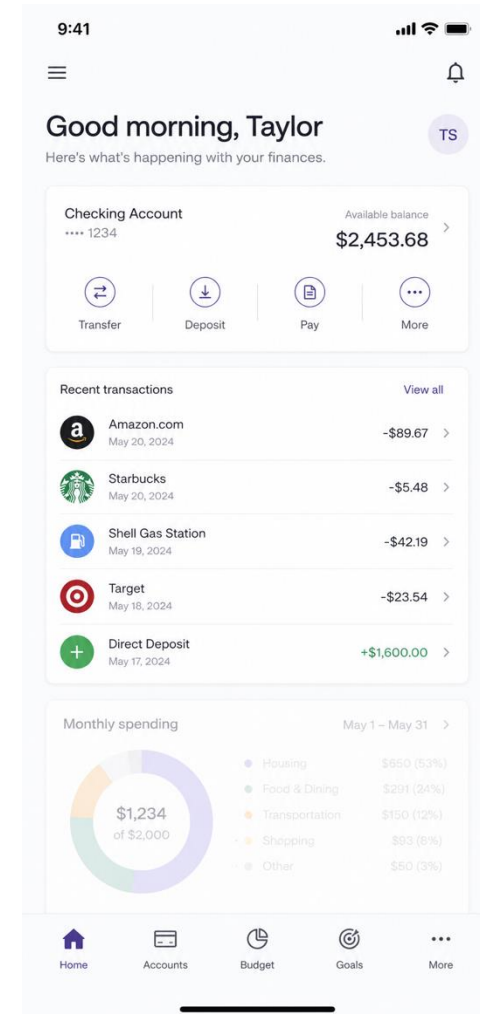 9:41
Good morning, Taylor
TS
Here's what's happening with your finances.
Checking Account
Available balance
•••• 1234
$2,453.68
Transfer
Deposit
Pay
More
Recent transactions
View all
Amazon.com
-$89.67
May 20, 2024
Starbucks
-$5.48
May 20, 2024
Shell Gas Station
-$42.19
May 19, 2024
Target
-$23.54
May 18, 2024
Direct Deposit
+$1,600.00
May 17, 2024
Monthly spending
May 1 – May 31
$1,234
of $2,000
Housing $650 (53%)
Food & Dining $291 (24%)
Transportation $150 (12%)
Shopping $93 (8%)
Other $50 (3%)
Home
Accounts
Budget
Goals
More